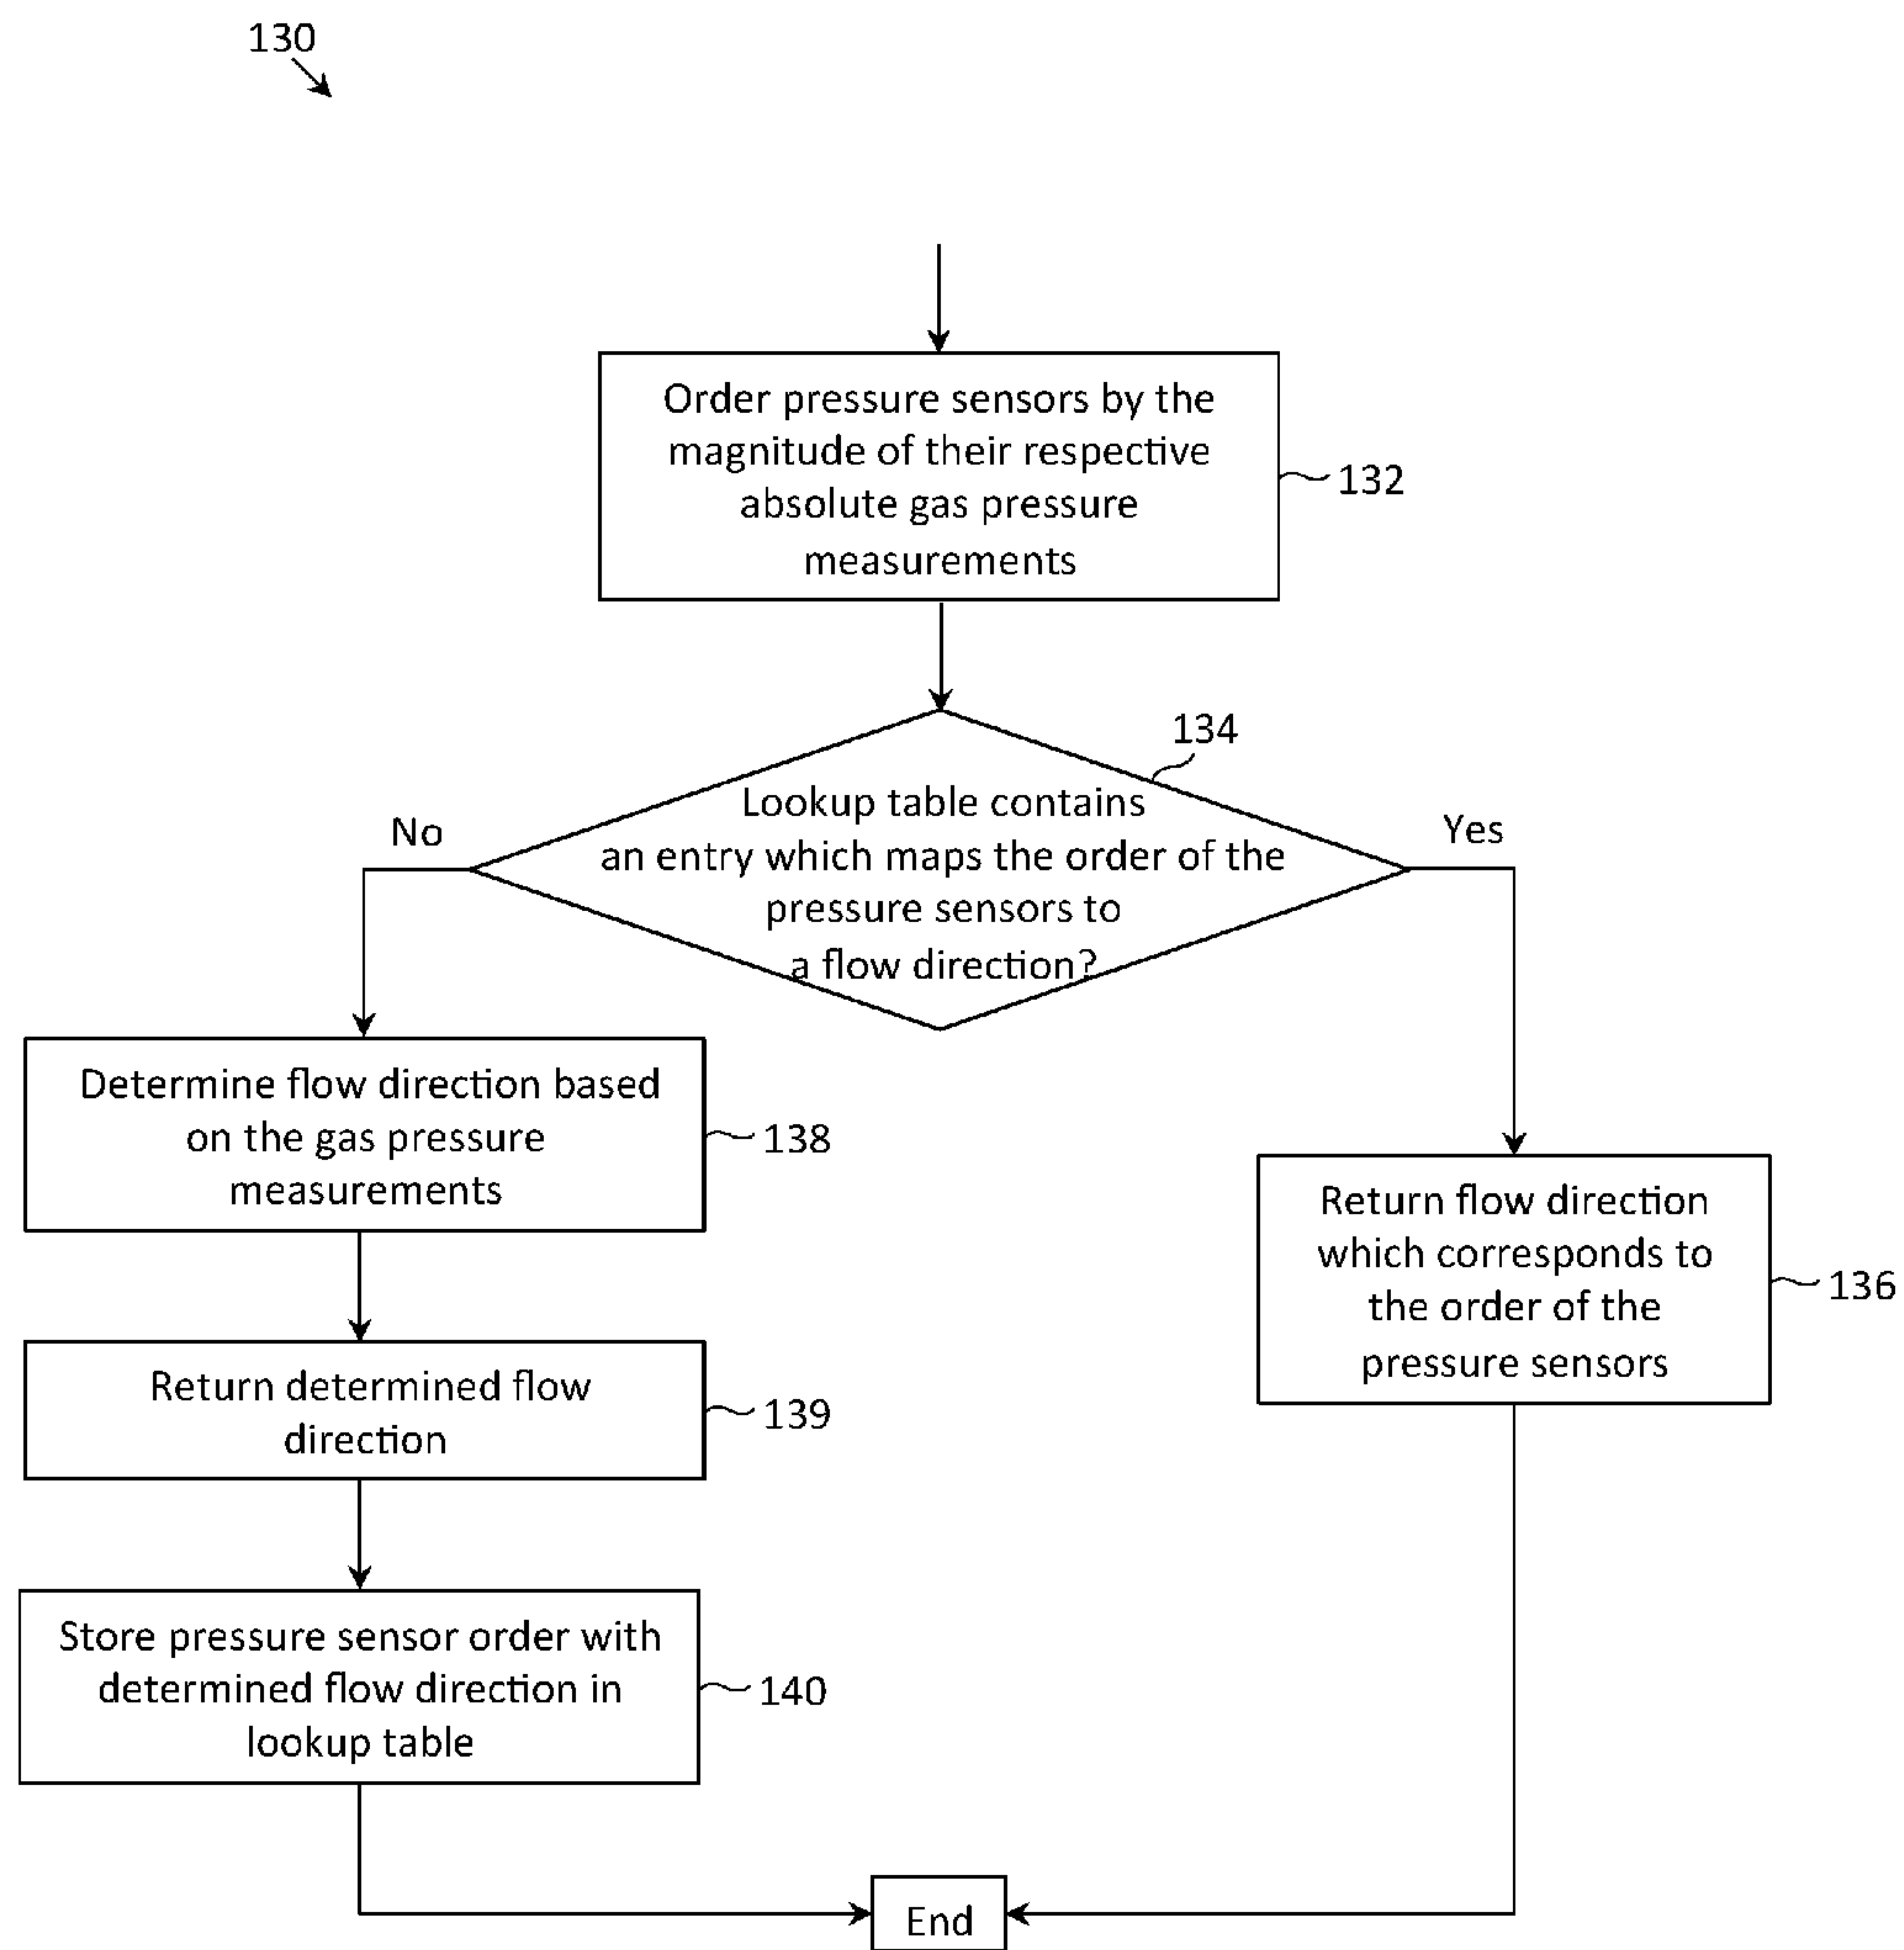 130
Order pressure sensors by the
magnitude of their respective
absolute gas pressure
measurements
132
134
Lookup table contains
an entry which maps the order of the
pressure sensors to
a flow direction?
No
Yes
Determine flow direction based
on the gas pressure
measurements
138
Return flow direction
which corresponds to
the order of the
pressure sensors
136
Return determined flow
direction
139
Store pressure sensor order with
determined flow direction in
lookup table
140
End